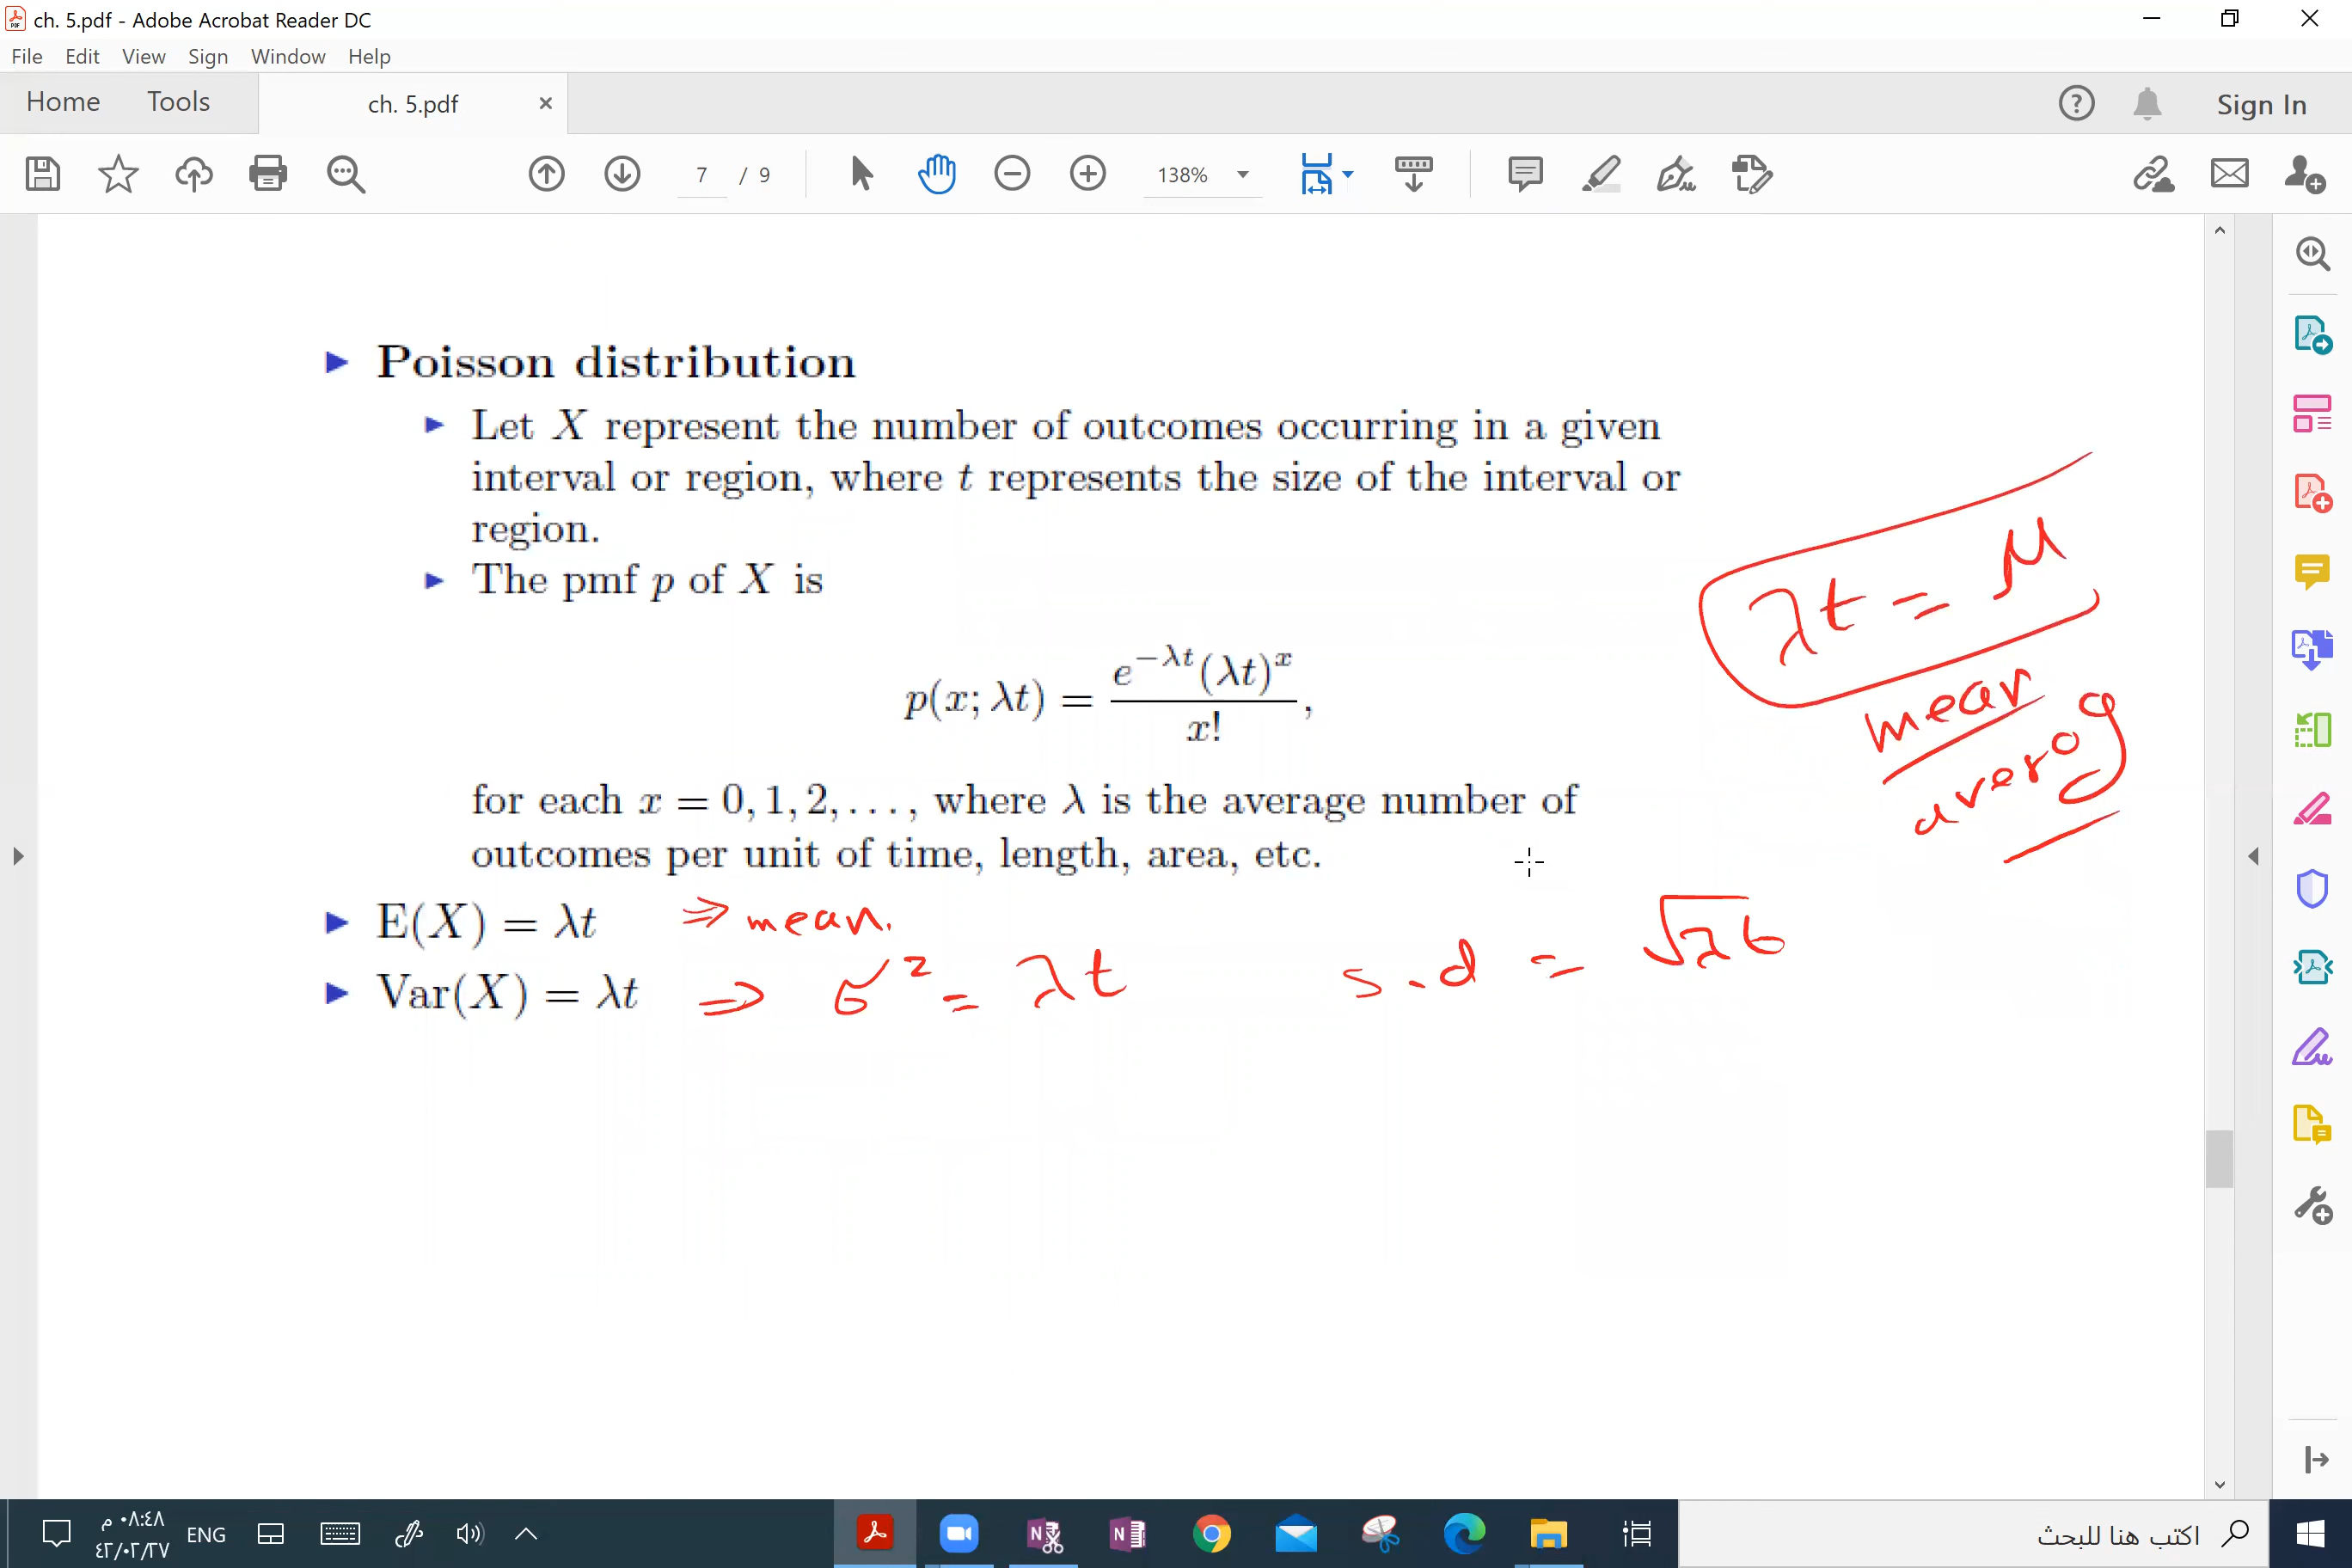 ch. 5.pdf - Adobe Acrobat Reader DC
File Edit View Sign Window Help
Home Tools ch. 5.pdf Sign In
7 / 9 138%
Poisson distribution
Let X represent the number of outcomes occurring in a given
interval or region, where t represents the size of the interval or
region.
The pmf p of X is
p(x; λt) = e^{−λt}(λt)^x / x!,
for each x = 0, 1, 2, . . . , where λ is the average number of
outcomes per unit of time, length, area, etc.
E(X) = λt ⇒ mean.
Var(X) = λt ⇒ σ² = λt s.d = √λt
λt = μ
mean
averag
٠٨:٤٨ م
ENG
٤٢/٠٢/٢٧
اكتب هنا للبحث